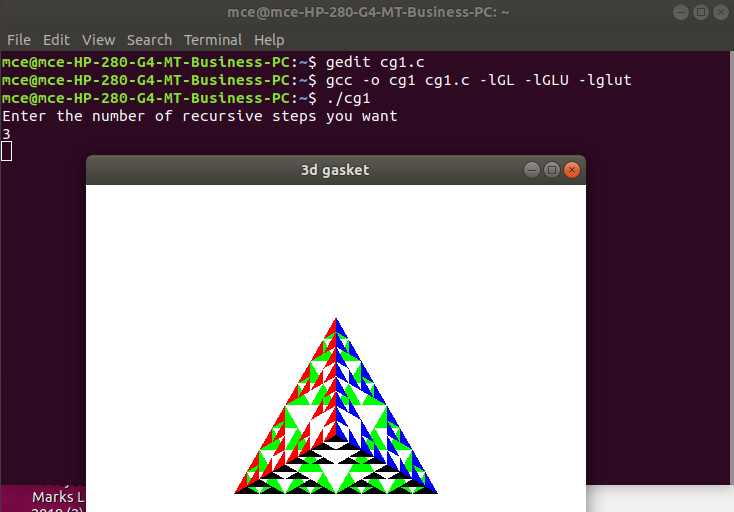 mce@mce-HP-280-G4-MT-Business-PC: ~
File Edit View Search Terminal Help
mce@mce-HP-280-G4-MT-Business-PC:~$ gedit cg1.c
mce@mce-HP-280-G4-MT-Business-PC:~$ gcc -o cg1 cg1.c -lGL -lGLU -lglut
mce@mce-HP-280-G4-MT-Business-PC:~$ ./cg1
Enter the number of recursive steps you want
3
3d gasket
Marks L